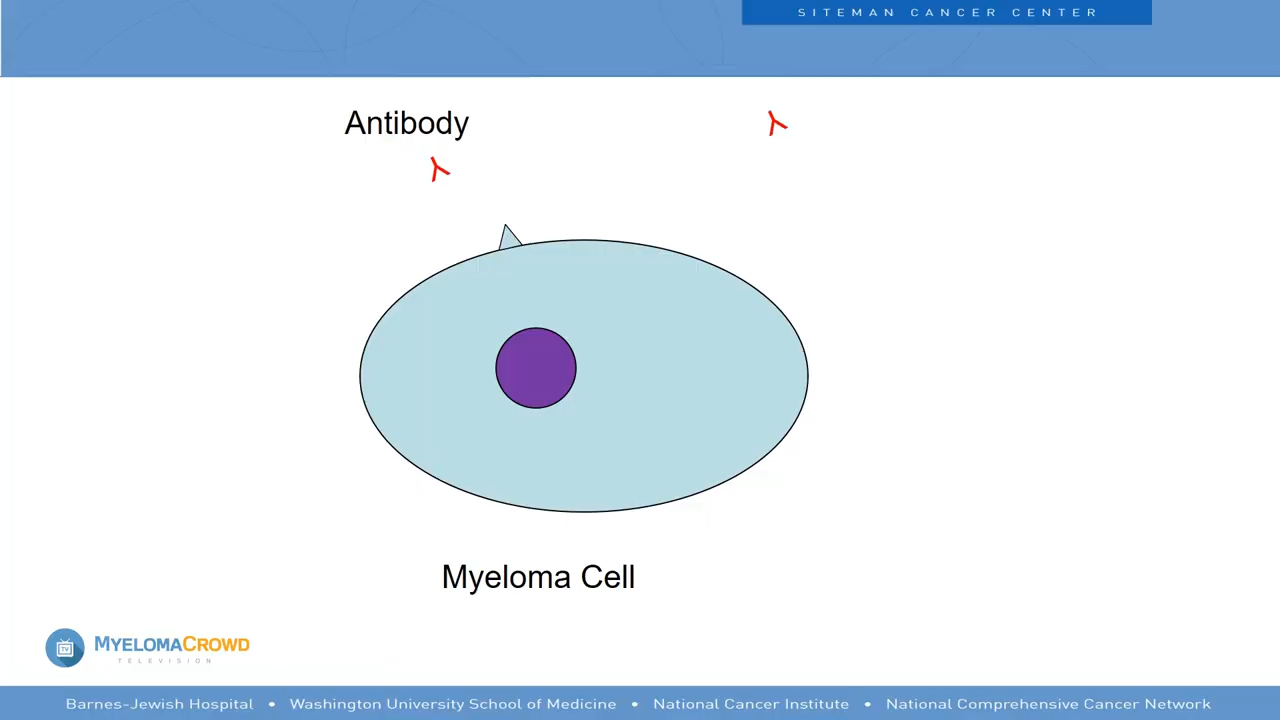 SITEMAN CANCER CENTER
Antibody
Myeloma Cell
TV MYELOMACROWD
TELEVISION
Barnes-Jewish Hospital • Washington University School of Medicine • National Cancer Institute • National Comprehensive Cancer Network